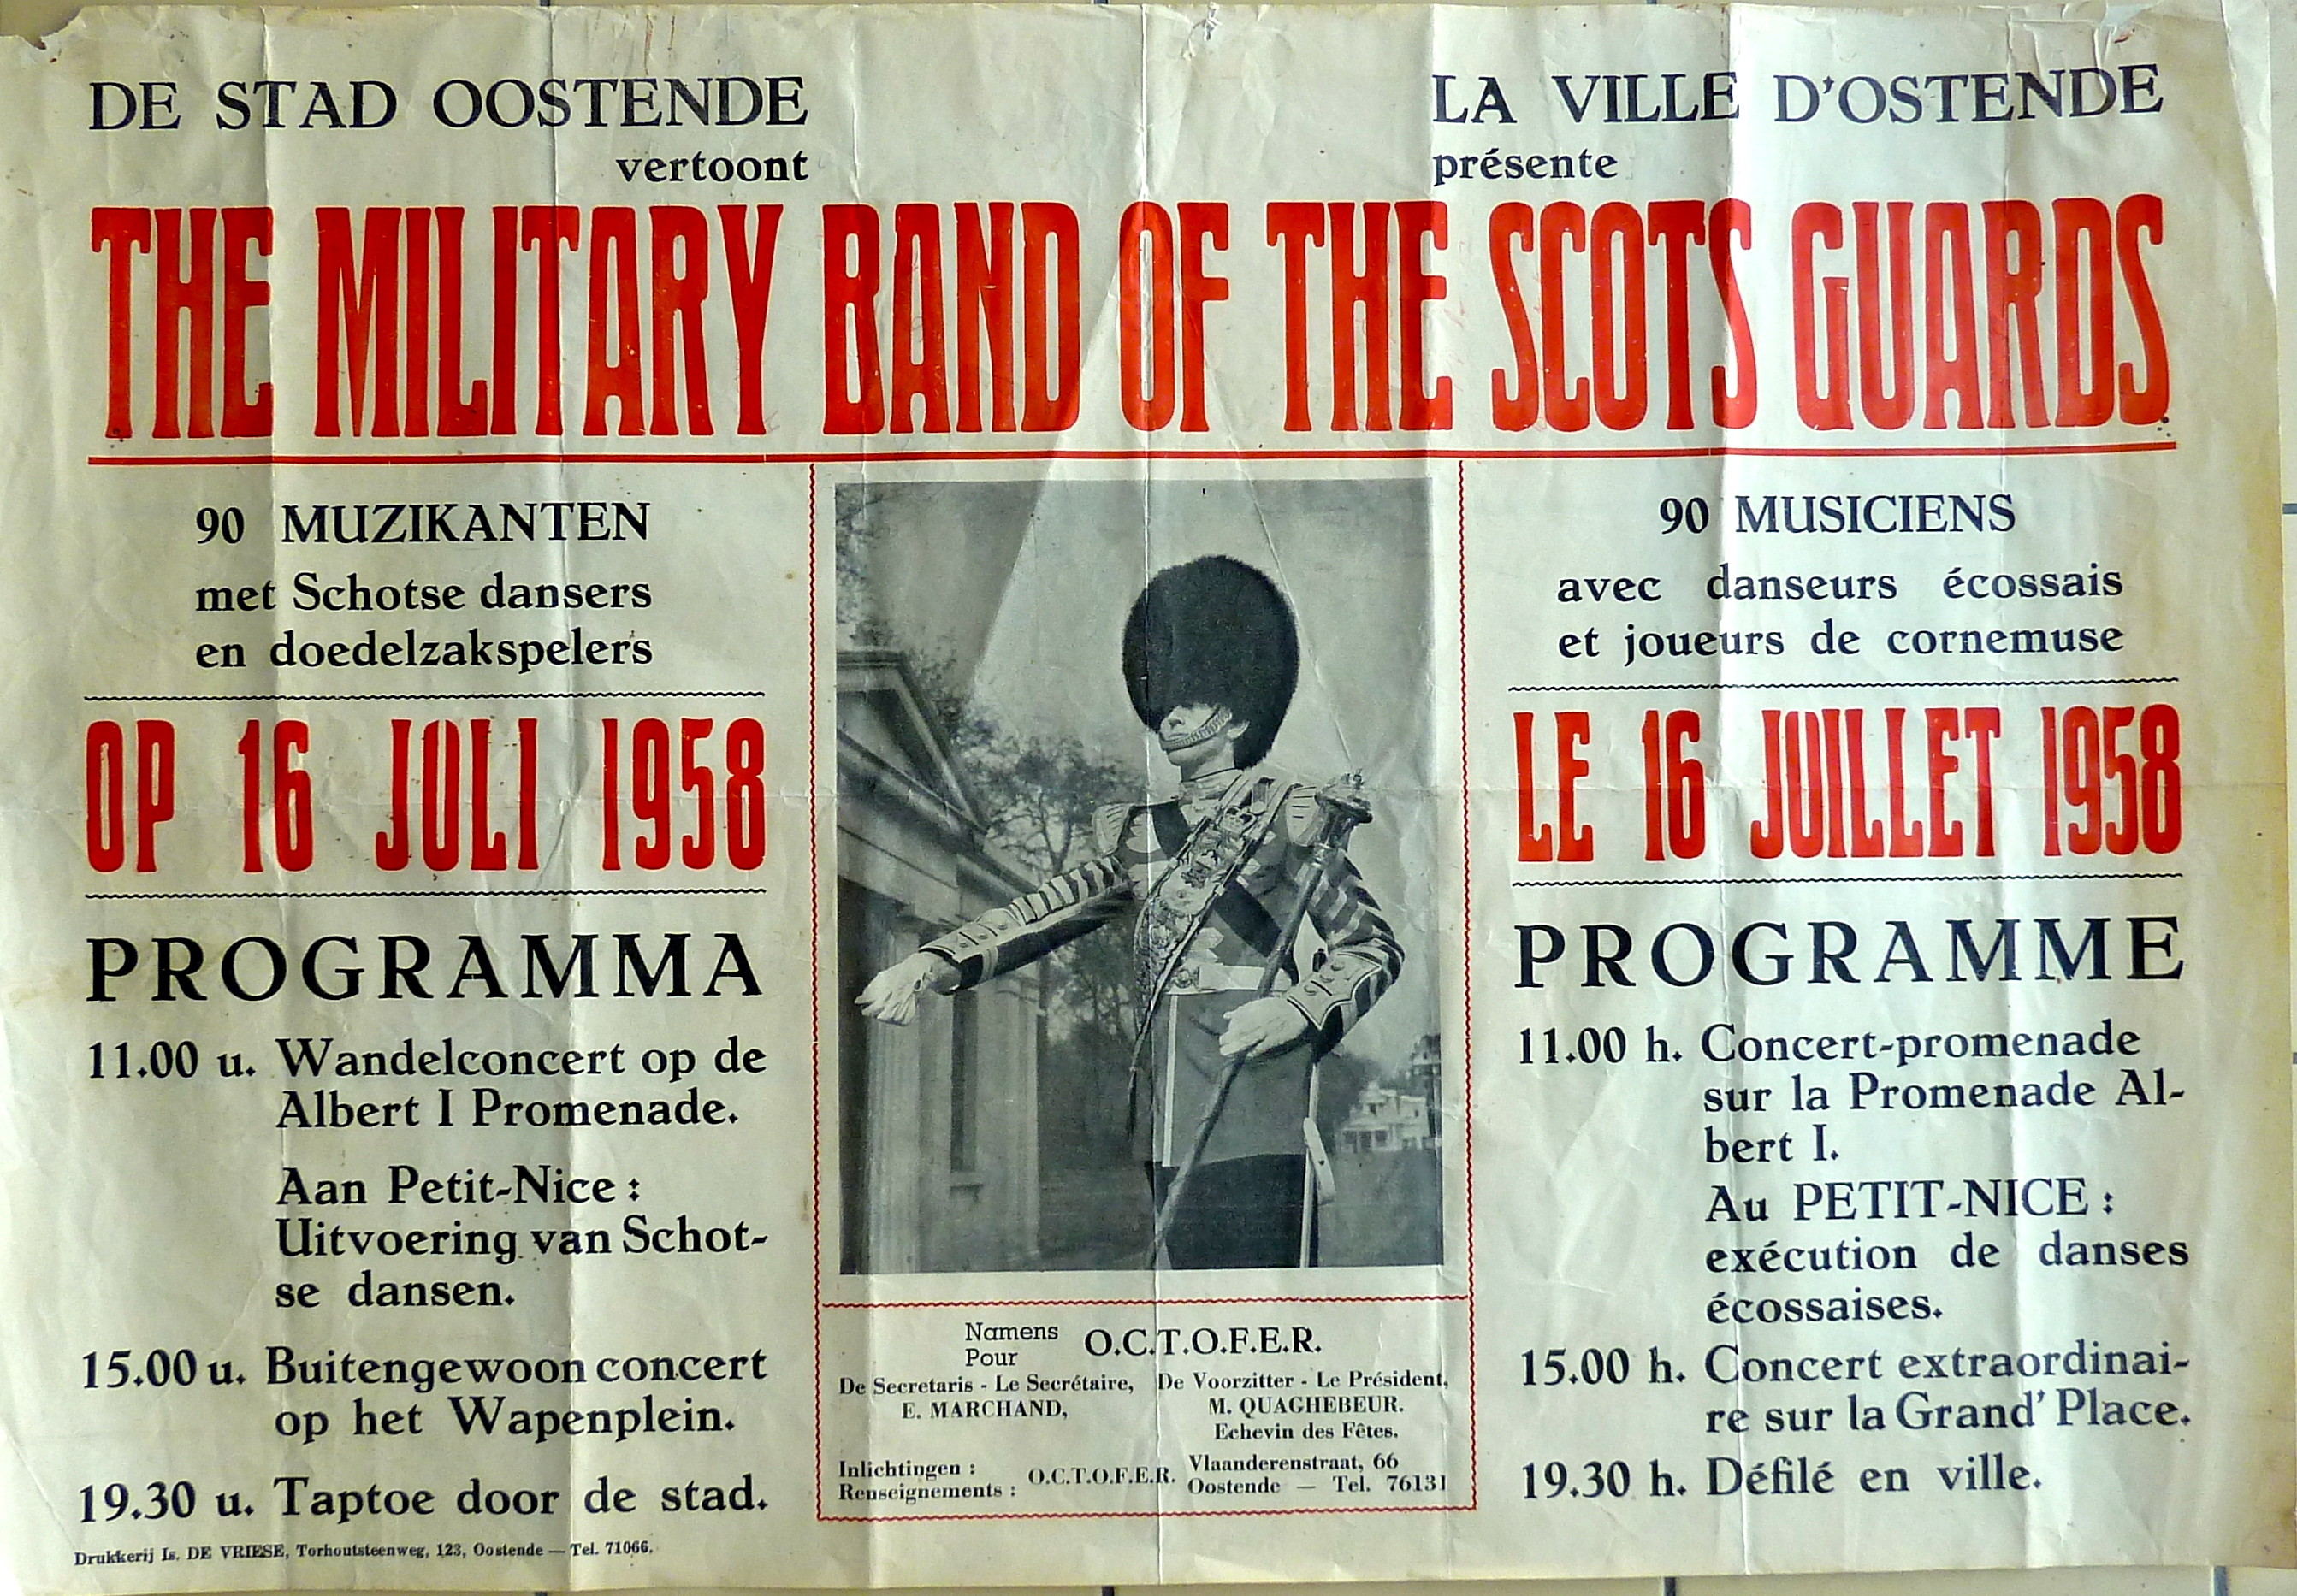 DE STAD OOSTENDE
vertoont
LA VILLE D'OSTENDE
présente
THE MILITARY BAND OF THE SCOTS GUARDS
90 MUZIKANTEN
met Schotse dansers
en doedelzakspelers
OP 16 JULI 1958
PROGRAMMA
11.00 u. Wandelconcert op de
Albert I Promenade.
Aan Petit-Nice :
Uitvoering van Schot-
se dansen.
15.00 u. Buitengewoon concert
op het Wapenplein.
19.30 u. Taptoe door de stad.
Drukkerij Is. DE VRIESE, Torhoutsteenweg, 123, Oostende — Tel. 71066.
Namens
Pour
O.C.T.O.F.E.R.
De Secretaris - Le Secrétaire,
E. MARCHAND,
De Voorzitter - Le Président,
M. QUAGHEBEUR.
Echevin des Fêtes.
Inlichtingen :
Renseignements :
O.C.T.O.F.E.R.
Vlaanderenstraat, 66
Oostende — Tel. 76131
90 MUSICIENS
avec danseurs écossais
et joueurs de cornemuse
LE 16 JUILLET 1958
PROGRAMME
11.00 h. Concert-promenade
sur la Promenade Al-
bert I.
Au PETIT-NICE :
exécution de danses
écossaises.
15.00 h. Concert extraordinai-
re sur la Grand' Place.
19.30 h. Défilé en ville.